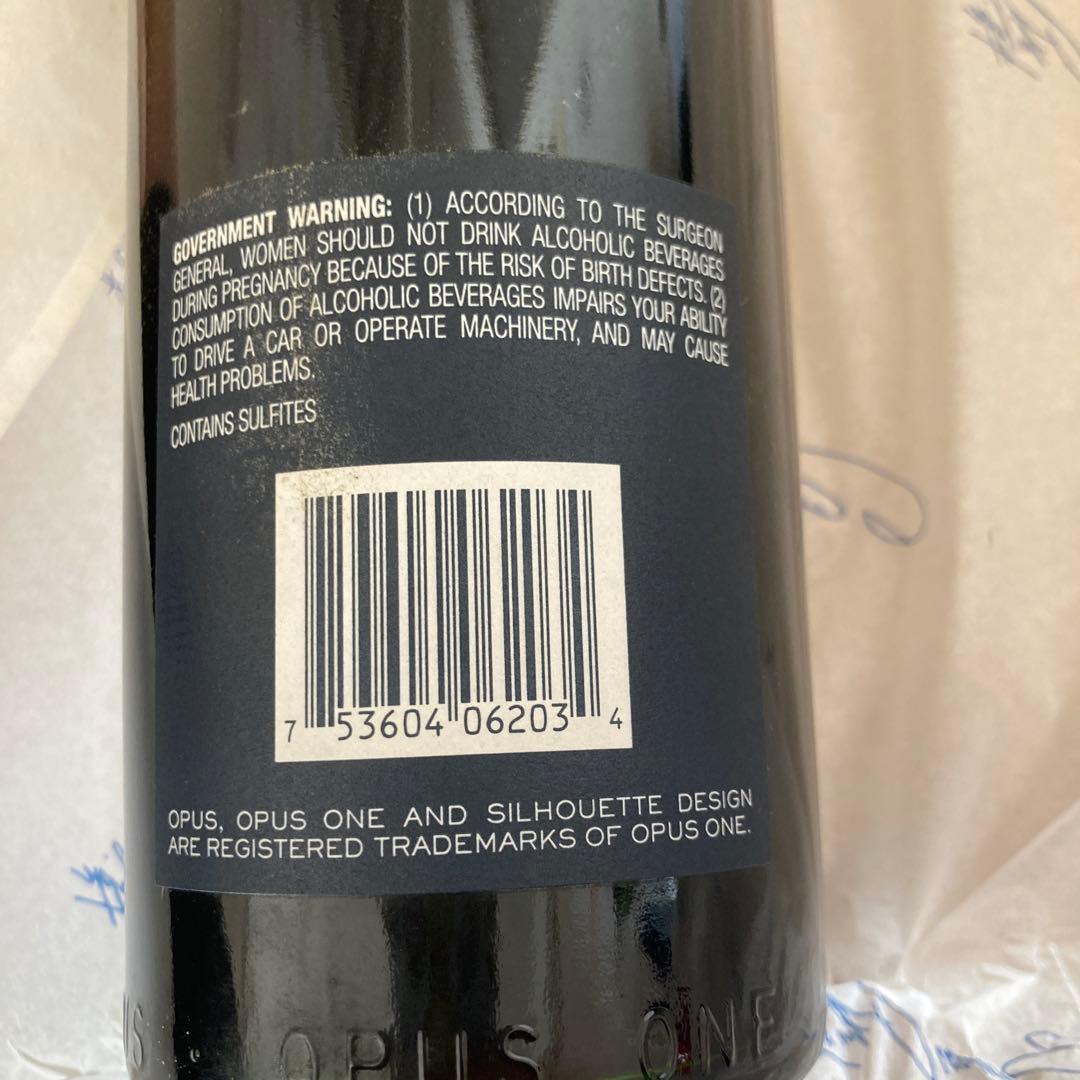 GOVERNMENT WARNING: (1) ACCORDING TO THE SURGEON
GENERAL, WOMEN SHOULD NOT DRINK ALCOHOLIC BEVERAGES
DURING PREGNANCY BECAUSE OF THE RISK OF BIRTH DEFECTS. (2)
CONSUMPTION OF ALCOHOLIC BEVERAGES IMPAIRS YOUR ABILITY
TO DRIVE A CAR OR OPERATE MACHINERY, AND MAY CAUSE
HEALTH PROBLEMS.
CONTAINS SULFITES
7 53604 06203 4
OPUS, OPUS ONE AND SILHOUETTE DESIGN
ARE REGISTERED TRADEMARKS OF OPUS ONE.
OPUS ONE